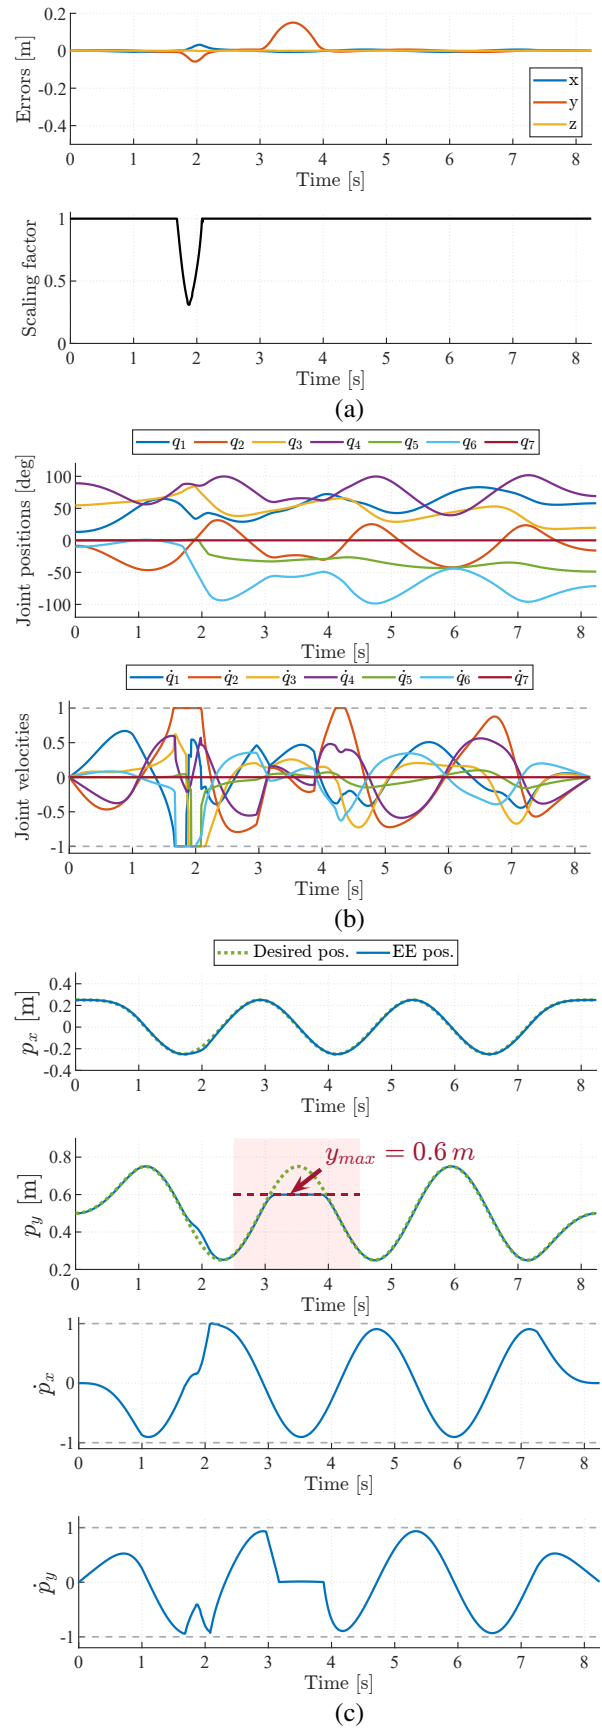 0.2
0
-0.2
-0.4
Errors [m]
x
y
z
0 1 2 3 4 5 6 7 8
Time [s]
1
0.5
0
Scaling factor
0 1 2 3 4 5 6 7 8
Time [s]
(a)
q₁ q₂ q₃ q₄ q₅ q₆ q₇
100
50
0
-50
-100
Joint positions [deg]
0 1 2 3 4 5 6 7 8
Time [s]
q̇₁ q̇₂ q̇₃ q̇₄ q̇₅ q̇₆ q̇₇
1
0.5
0
-0.5
-1
Joint velocities
0 1 2 3 4 5 6 7 8
Time [s]
(b)
Desired pos. EE pos.
0.4
0.2
0
-0.2
-0.4
pₓ [m]
0 1 2 3 4 5 6 7 8
Time [s]
y_max = 0.6 m
0.8
0.6
0.4
0.2
p_y [m]
0 1 2 3 4 5 6 7 8
Time [s]
1
0
-1
ṗₓ
0 1 2 3 4 5 6 7 8
Time [s]
1
0
-1
ṗ_y
0 1 2 3 4 5 6 7 8
Time [s]
(c)